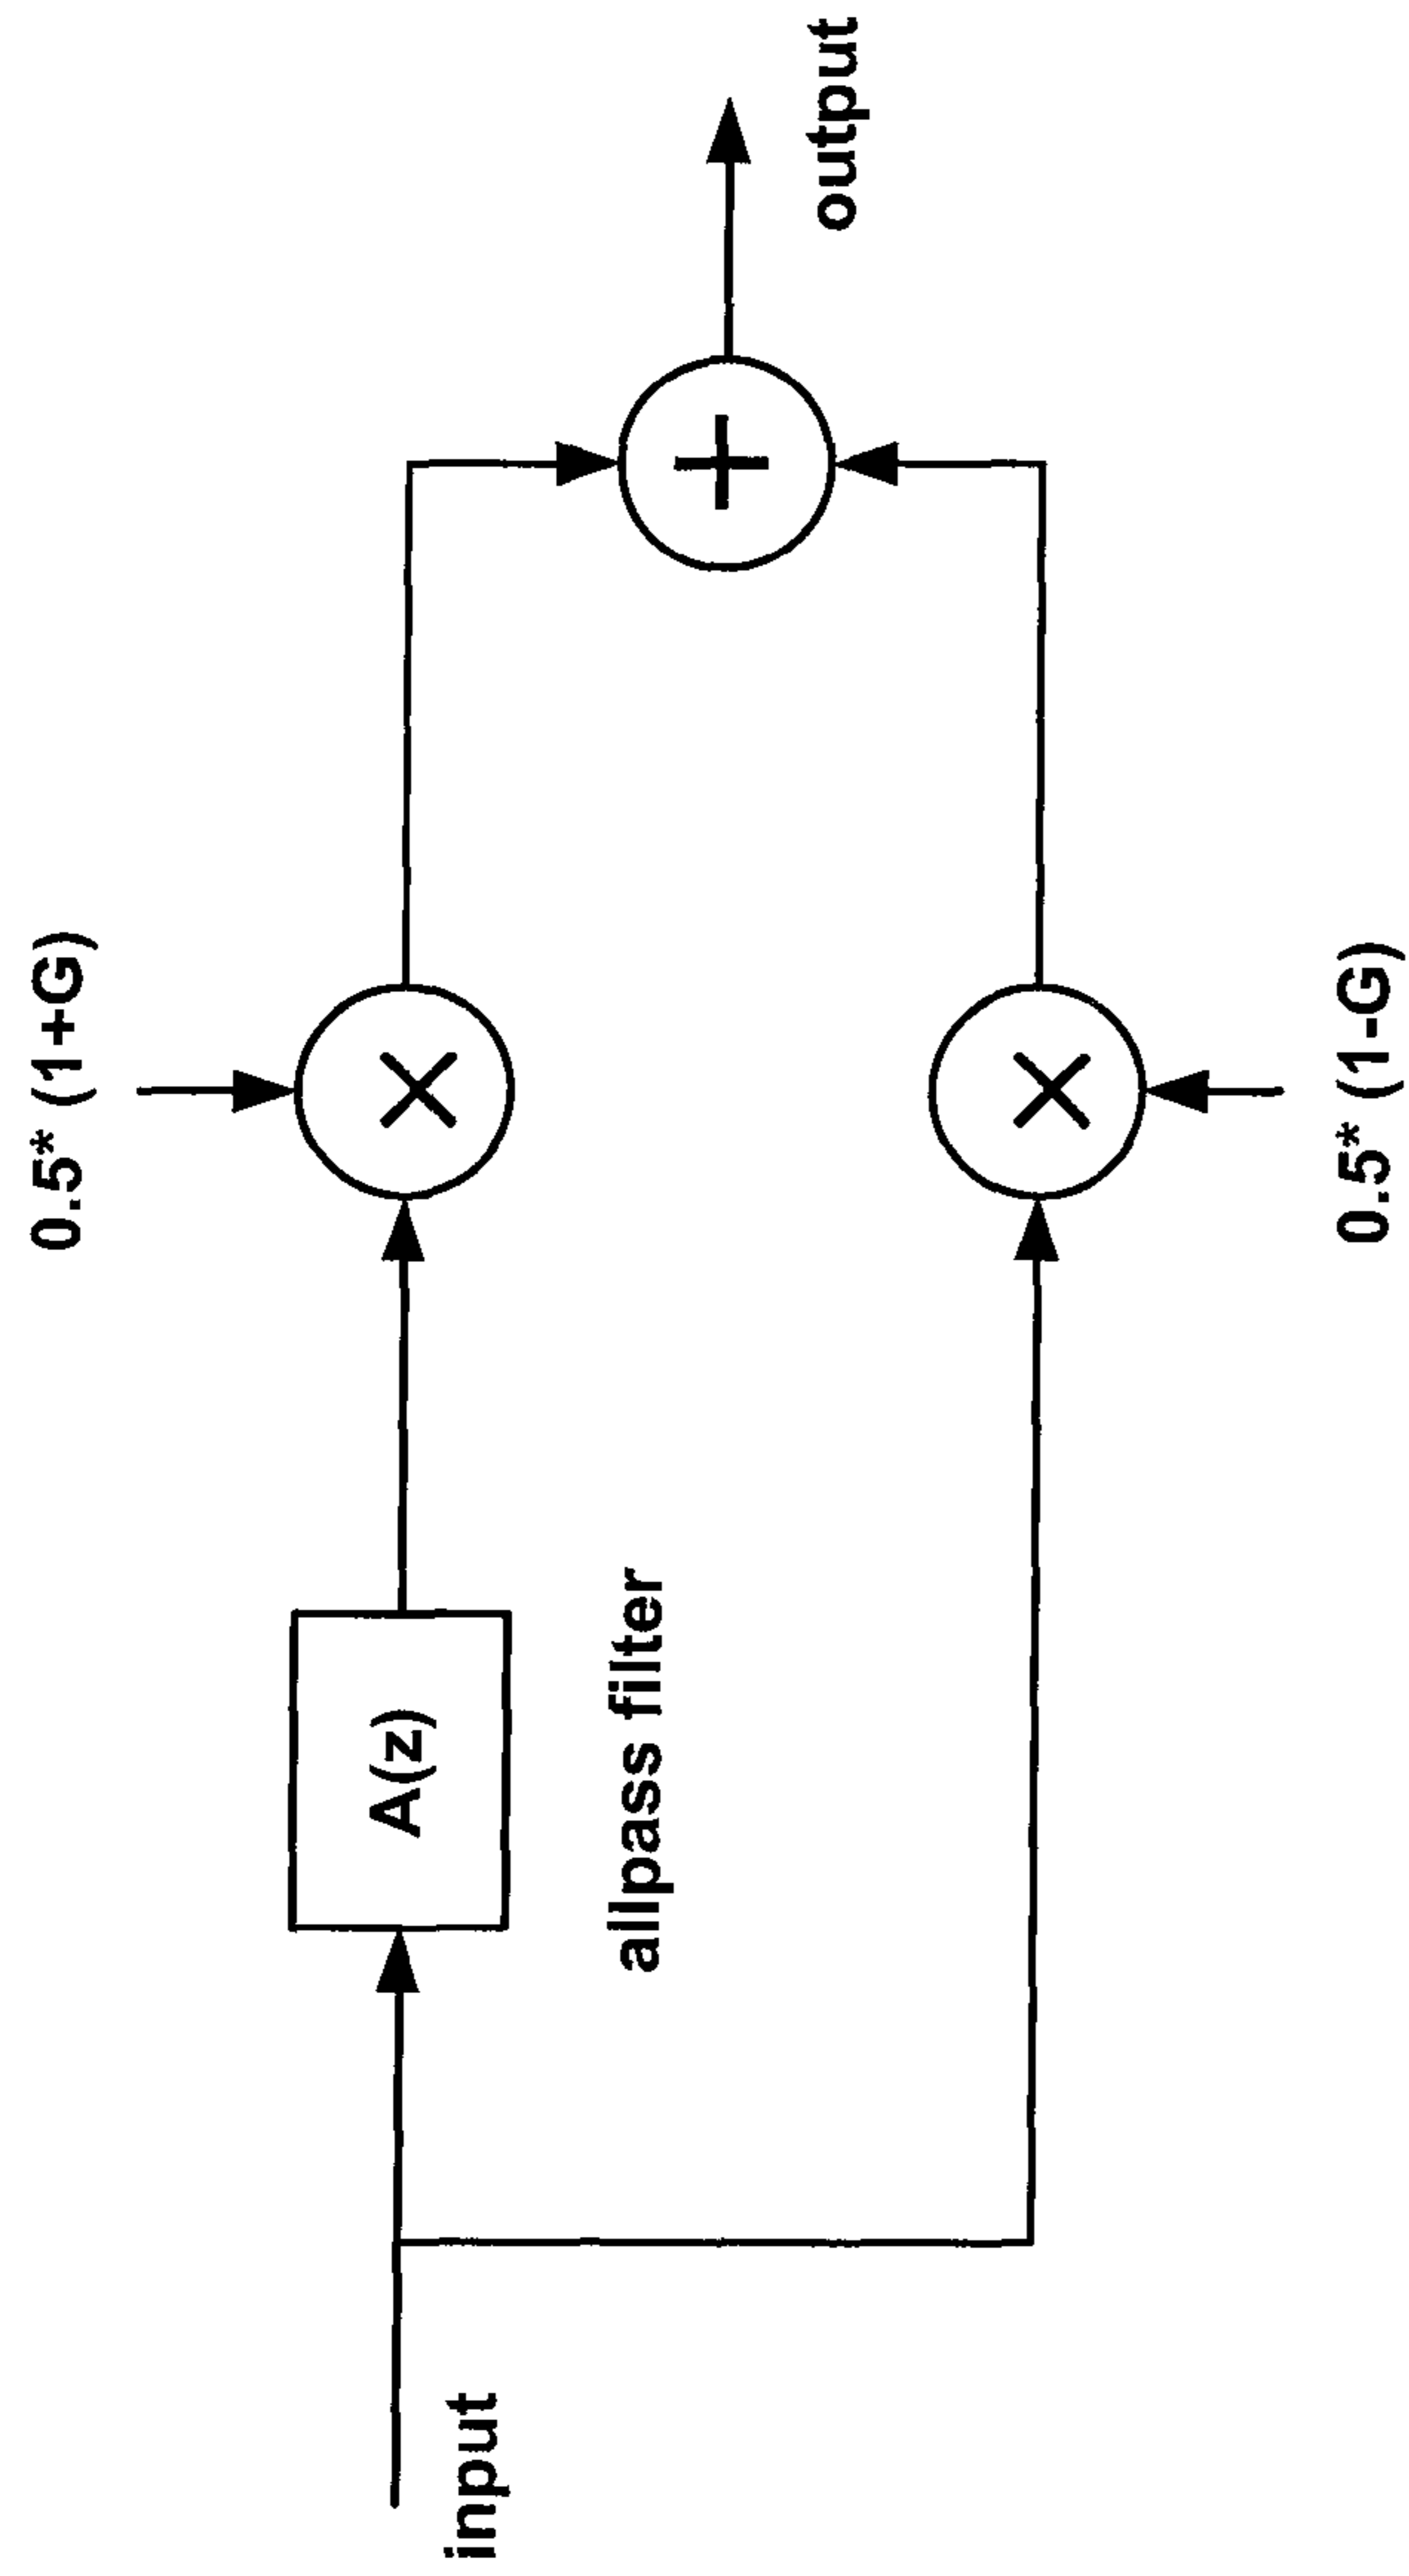 0.5* (1+G)
input
A(z)
allpass filter
output
0.5* (1-G)